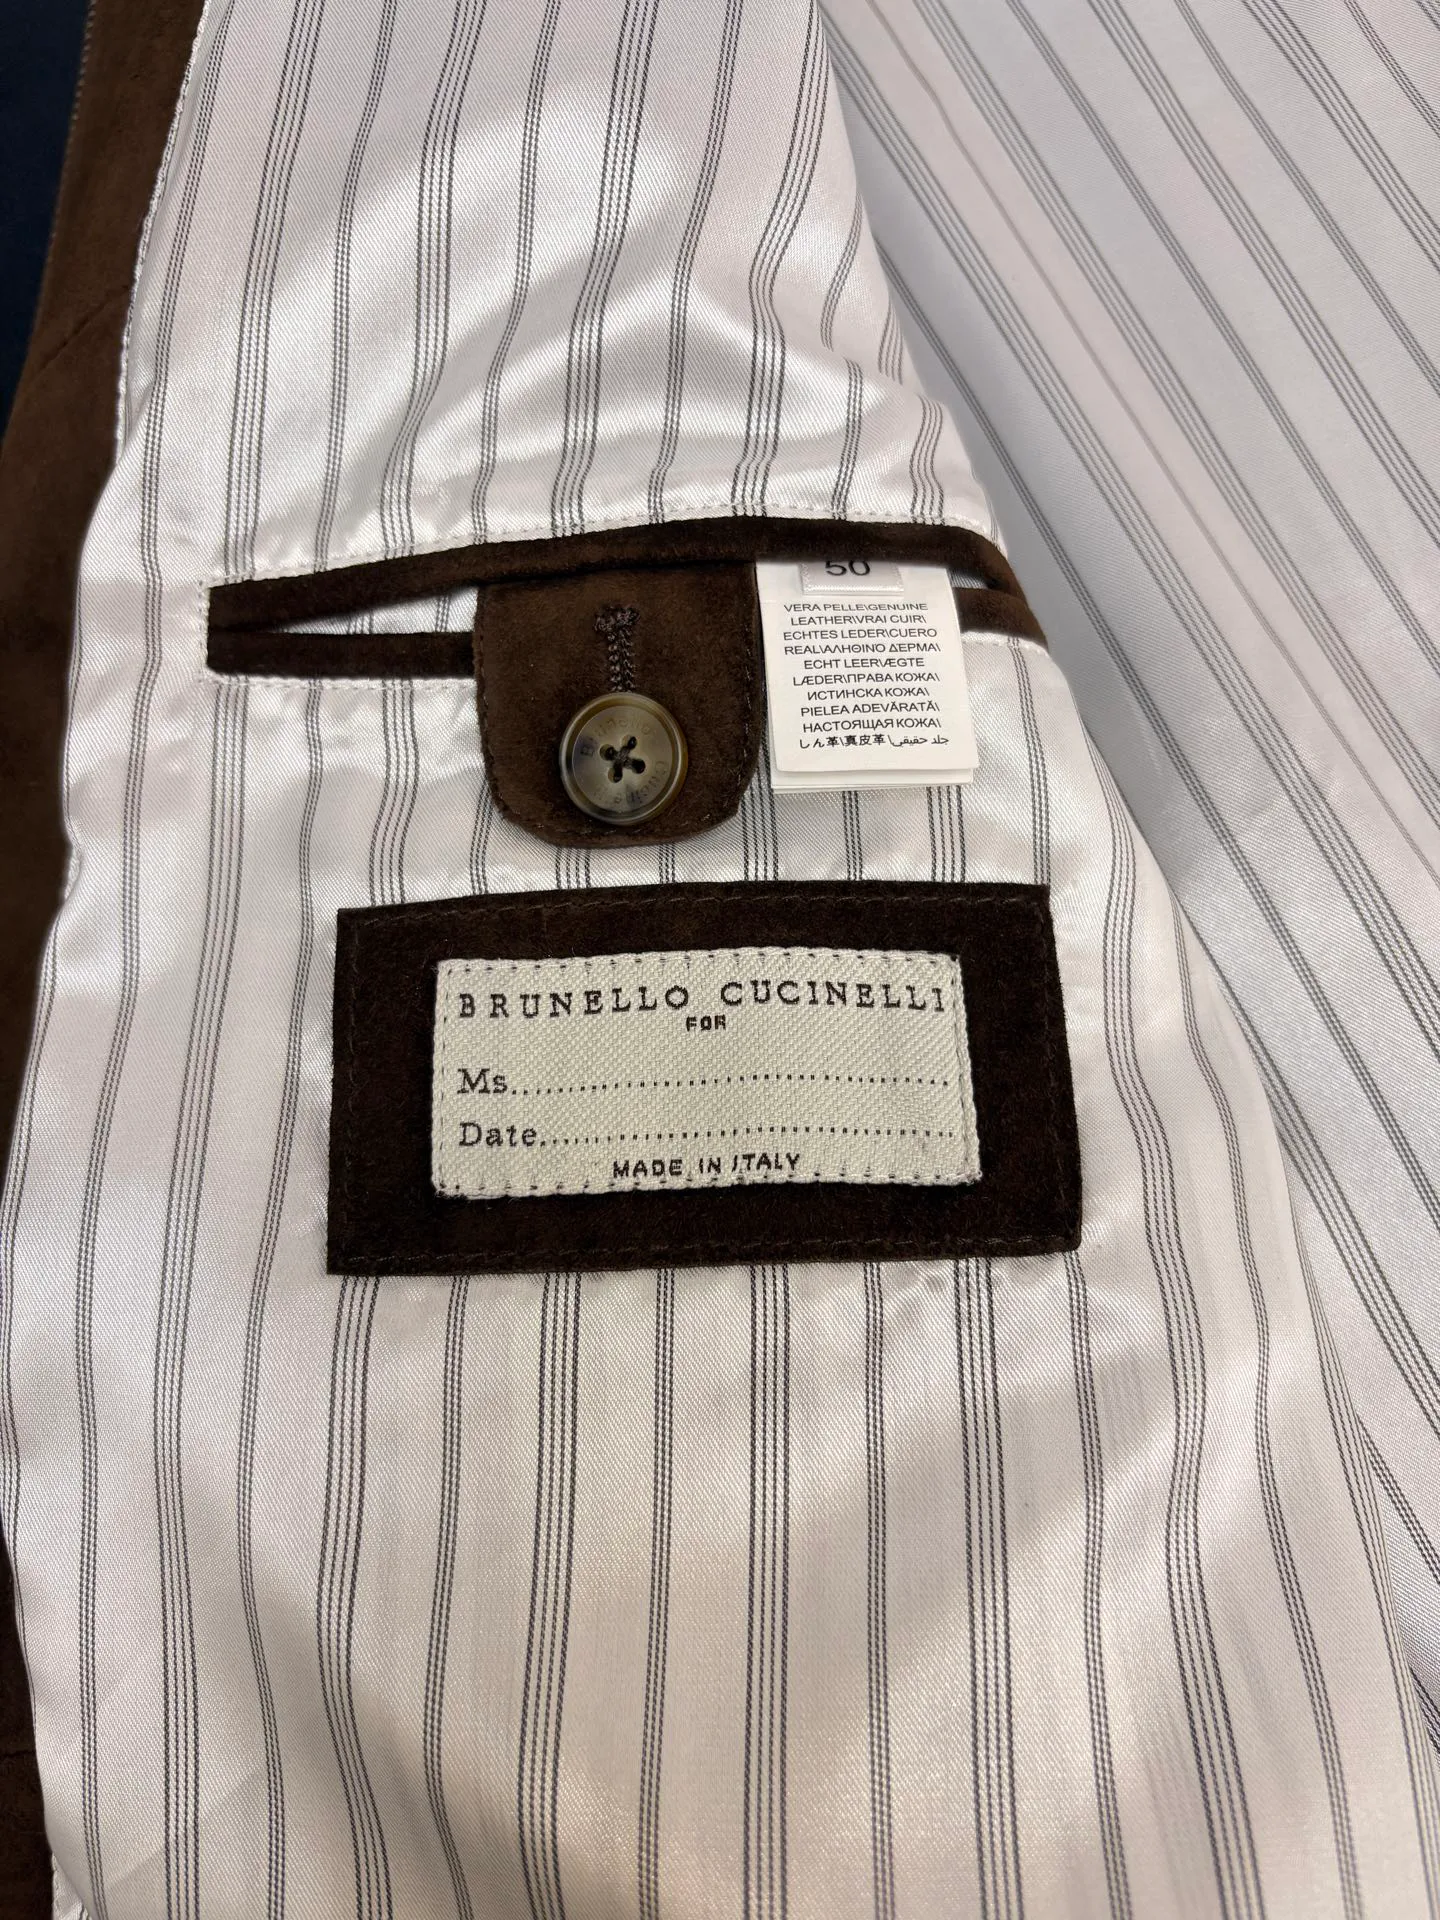 50
VERA PELLE\GENUINE
LEATHER\VRAI CUIR\
ECHTES LEDER\CUERO
REAL\ΑΛΗΘΙΝΟ ΔΕΡΜΑ\
ECHT LEER\ÆGTE
LÆDER\ПРАВА КОЖА\
ИСТИНСКА КОЖА\
PIELEA ADEVĂRATĂ\
НАСТОЯЩАЯ КОЖА\
しん革\真皮革\جلد حقيقي
Brunello
Cucinelli
BRUNELLO CUCINELLI
FOR
Ms.
Date.
MADE IN ITALY